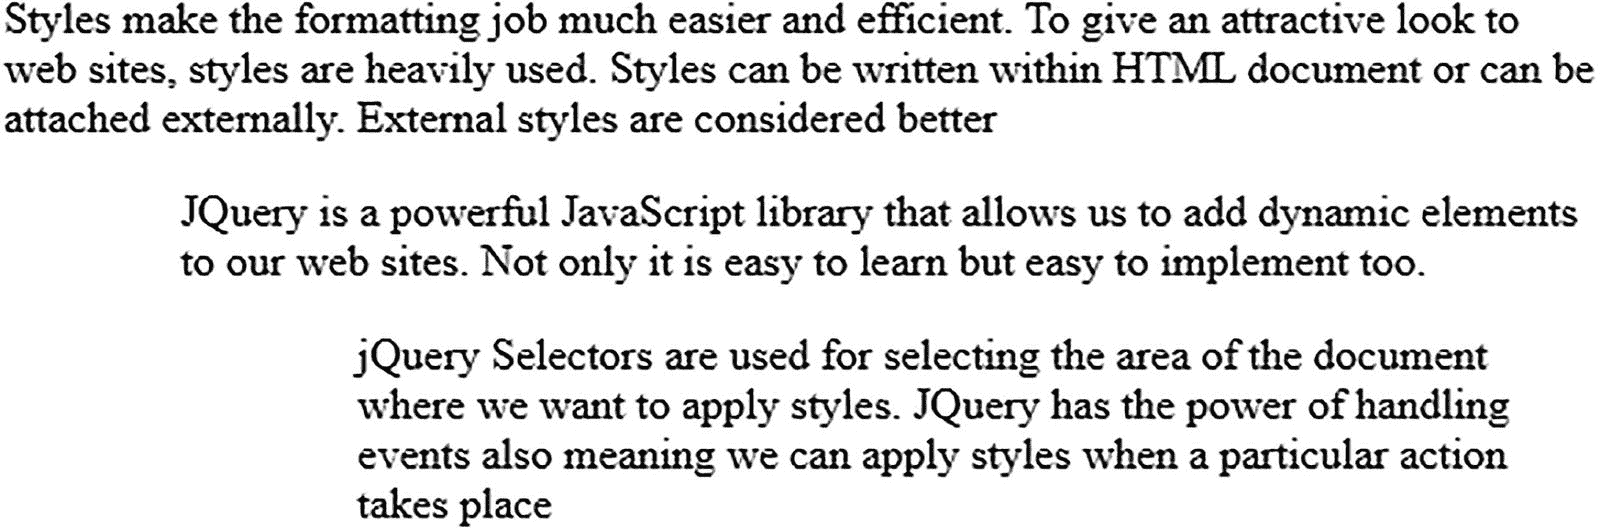 Styles make the formatting job much easier and efficient. To give an attractive look to
web sites, styles are heavily used. Styles can be written within HTML document or can be
attached externally. External styles are considered better
JQuery is a powerful JavaScript library that allows us to add dynamic elements
to our web sites. Not only it is easy to learn but easy to implement too.
jQuery Selectors are used for selecting the area of the document
where we want to apply styles. JQuery has the power of handling
events also meaning we can apply styles when a particular action
takes place